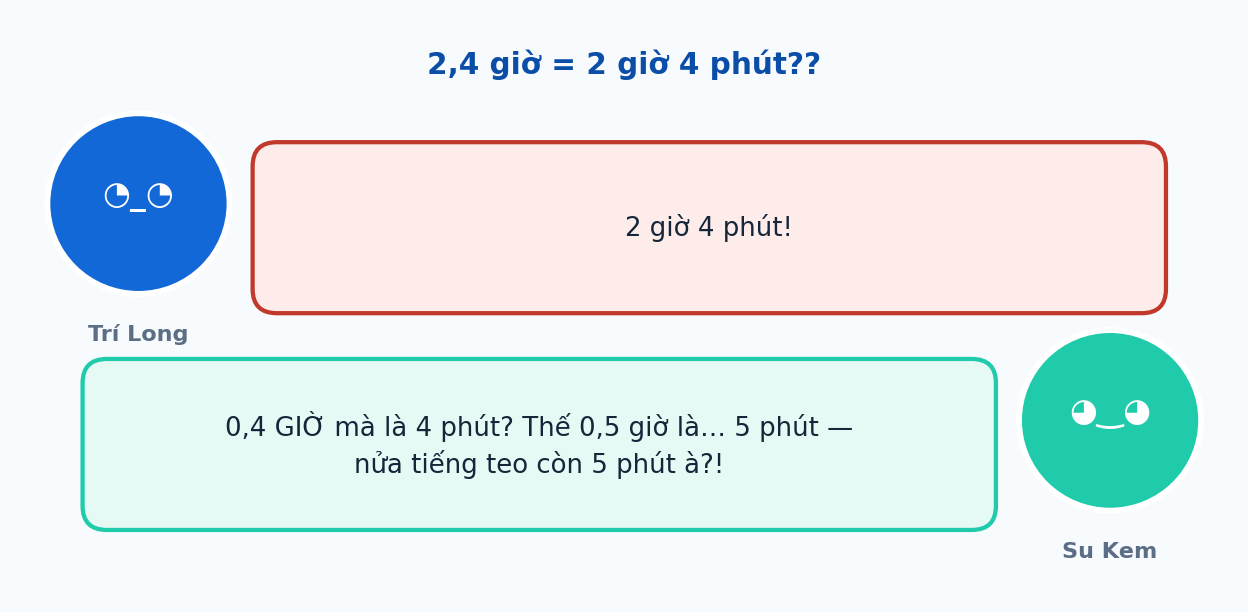 2,4 giờ = 2 giờ 4 phút??
2 giờ 4 phút!
Trí Long
0,4 GIỜ mà là 4 phút? Thế 0,5 giờ là... 5 phút —
nửa tiếng teo còn 5 phút à?!
Su Kem